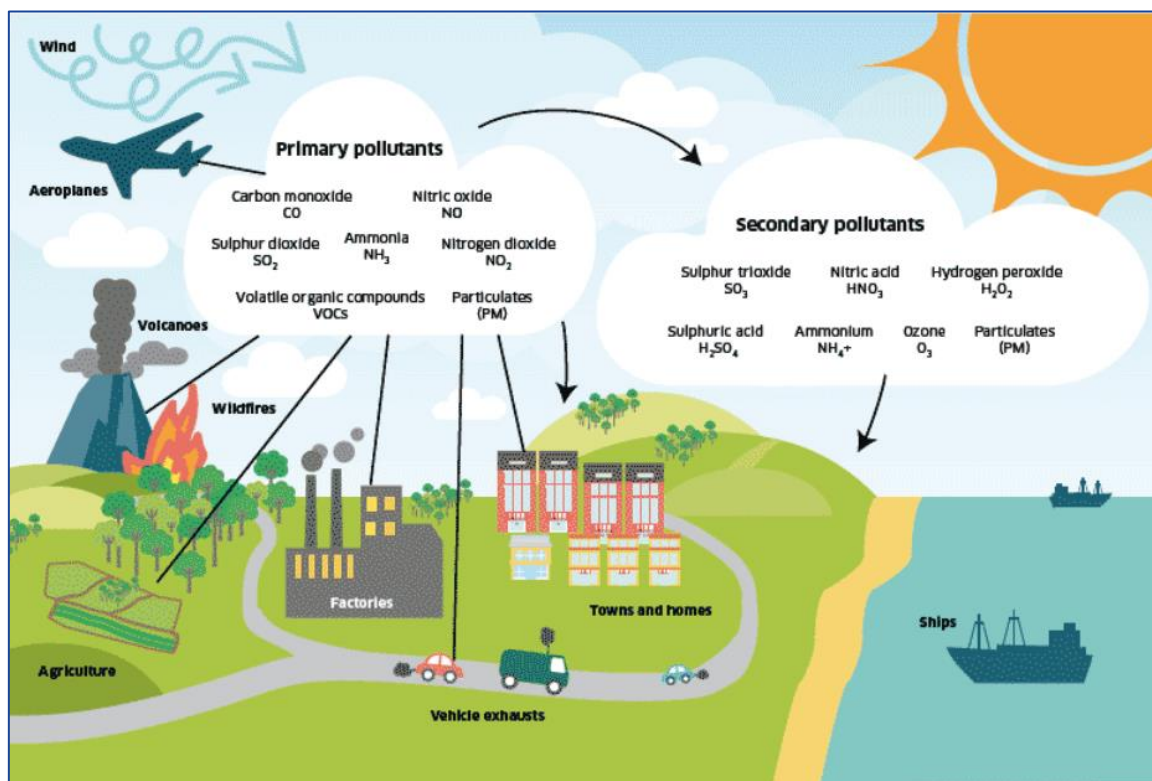 Wind
Aeroplanes
Primary pollutants
Carbon monoxide
CO
Nitric oxide
NO
Sulphur dioxide
SO₂
Ammonia
NH₃
Nitrogen dioxide
NO₂
Volatile organic compounds
VOCs
Particulates
(PM)
Secondary pollutants
Sulphur trioxide
SO₃
Nitric acid
HNO₃
Hydrogen peroxide
H₂O₂
Sulphuric acid
H₂SO₄
Ammonium
NH₄+
Ozone
O₃
Particulates
(PM)
Volcanoes
Wildfires
Factories
Towns and homes
Ships
Agriculture
Vehicle exhausts